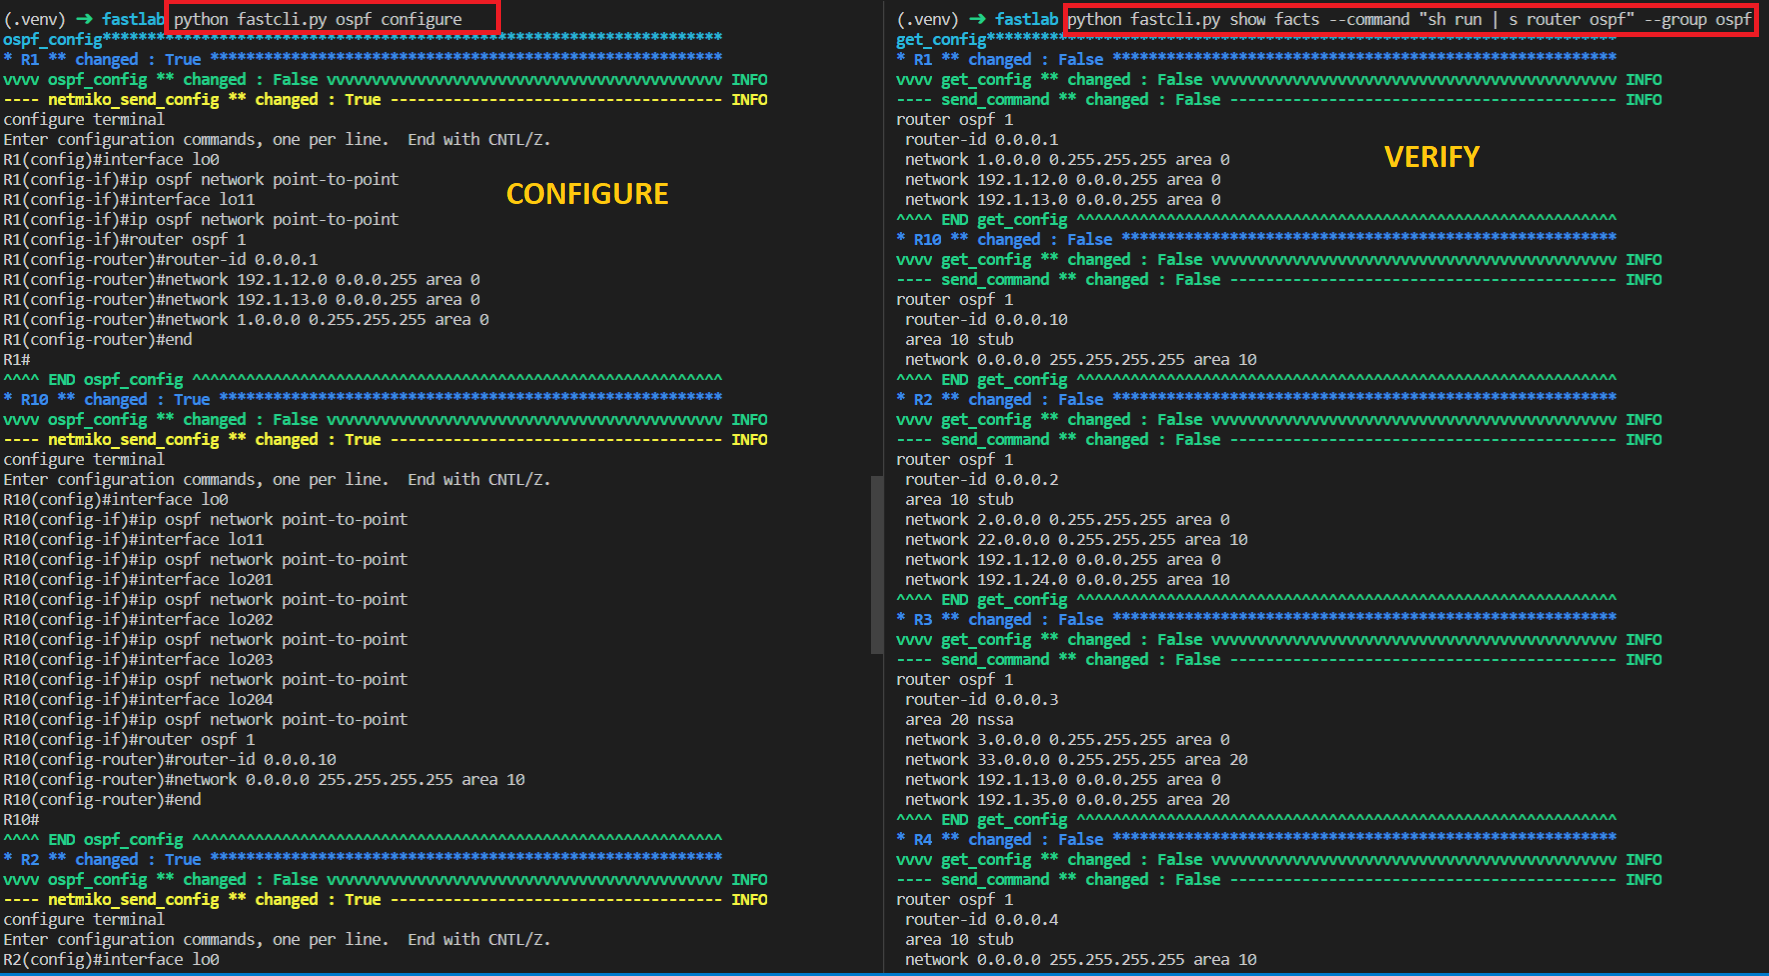 (.venv) → fastlab python fastcli.py ospf configure
ospf_config*********************************************************************
* R1 ** changed : True *********************************************************
vvvv ospf_config ** changed : False vvvvvvvvvvvvvvvvvvvvvvvvvvvvvvvvvvvvvvvvvvvv INFO
---- netmiko_send_config ** changed : True ------------------------------------- INFO
configure terminal
Enter configuration commands, one per line.  End with CNTL/Z.
R1(config)#interface lo0
R1(config-if)#ip ospf network point-to-point
R1(config-if)#interface lo11
R1(config-if)#ip ospf network point-to-point
R1(config-if)#router ospf 1
R1(config-router)#router-id 0.0.0.1
R1(config-router)#network 192.1.12.0 0.0.0.255 area 0
R1(config-router)#network 192.1.13.0 0.0.0.255 area 0
R1(config-router)#network 1.0.0.0 0.255.255.255 area 0
R1(config-router)#end
R1#
^^^^ END ospf_config ^^^^^^^^^^^^^^^^^^^^^^^^^^^^^^^^^^^^^^^^^^^^^^^^^^^^^^^^^^^
* R10 ** changed : True ********************************************************
vvvv ospf_config ** changed : False vvvvvvvvvvvvvvvvvvvvvvvvvvvvvvvvvvvvvvvvvvvv INFO
---- netmiko_send_config ** changed : True ------------------------------------- INFO
configure terminal
Enter configuration commands, one per line.  End with CNTL/Z.
R10(config)#interface lo0
R10(config-if)#ip ospf network point-to-point
R10(config-if)#interface lo11
R10(config-if)#ip ospf network point-to-point
R10(config-if)#interface lo201
R10(config-if)#ip ospf network point-to-point
R10(config-if)#interface lo202
R10(config-if)#ip ospf network point-to-point
R10(config-if)#interface lo203
R10(config-if)#ip ospf network point-to-point
R10(config-if)#interface lo204
R10(config-if)#ip ospf network point-to-point
R10(config-if)#router ospf 1
R10(config-router)#router-id 0.0.0.10
R10(config-router)#network 0.0.0.0 255.255.255.255 area 10
R10(config-router)#end
R10#
^^^^ END ospf_config ^^^^^^^^^^^^^^^^^^^^^^^^^^^^^^^^^^^^^^^^^^^^^^^^^^^^^^^^^^^
* R2 ** changed : True *********************************************************
vvvv ospf_config ** changed : False vvvvvvvvvvvvvvvvvvvvvvvvvvvvvvvvvvvvvvvvvvvv INFO
---- netmiko_send_config ** changed : True ------------------------------------- INFO
configure terminal
Enter configuration commands, one per line.  End with CNTL/Z.
R2(config)#interface lo0
CONFIGURE
(.venv) → fastlab python fastcli.py show facts --command "sh run | s router ospf" --group ospf
get_config**********************************************************************
* R1 ** changed : False ********************************************************
vvvv get_config ** changed : False vvvvvvvvvvvvvvvvvvvvvvvvvvvvvvvvvvvvvvvvvvvvv INFO
---- send_command ** changed : False ------------------------------------------- INFO
router ospf 1
 router-id 0.0.0.1
 network 1.0.0.0 0.255.255.255 area 0
 network 192.1.12.0 0.0.0.255 area 0
 network 192.1.13.0 0.0.0.255 area 0
^^^^ END get_config ^^^^^^^^^^^^^^^^^^^^^^^^^^^^^^^^^^^^^^^^^^^^^^^^^^^^^^^^^^^^
* R10 ** changed : False *******************************************************
vvvv get_config ** changed : False vvvvvvvvvvvvvvvvvvvvvvvvvvvvvvvvvvvvvvvvvvvvv INFO
---- send_command ** changed : False ------------------------------------------- INFO
router ospf 1
 router-id 0.0.0.10
 area 10 stub
 network 0.0.0.0 255.255.255.255 area 10
^^^^ END get_config ^^^^^^^^^^^^^^^^^^^^^^^^^^^^^^^^^^^^^^^^^^^^^^^^^^^^^^^^^^^^
* R2 ** changed : False ********************************************************
vvvv get_config ** changed : False vvvvvvvvvvvvvvvvvvvvvvvvvvvvvvvvvvvvvvvvvvvvv INFO
---- send_command ** changed : False ------------------------------------------- INFO
router ospf 1
 router-id 0.0.0.2
 area 10 stub
 network 2.0.0.0 0.255.255.255 area 0
 network 22.0.0.0 0.255.255.255 area 10
 network 192.1.12.0 0.0.0.255 area 0
 network 192.1.24.0 0.0.0.255 area 10
^^^^ END get_config ^^^^^^^^^^^^^^^^^^^^^^^^^^^^^^^^^^^^^^^^^^^^^^^^^^^^^^^^^^^^
* R3 ** changed : False ********************************************************
vvvv get_config ** changed : False vvvvvvvvvvvvvvvvvvvvvvvvvvvvvvvvvvvvvvvvvvvvv INFO
---- send_command ** changed : False ------------------------------------------- INFO
router ospf 1
 router-id 0.0.0.3
 area 20 nssa
 network 3.0.0.0 0.255.255.255 area 0
 network 33.0.0.0 0.255.255.255 area 20
 network 192.1.13.0 0.0.0.255 area 0
 network 192.1.35.0 0.0.0.255 area 20
^^^^ END get_config ^^^^^^^^^^^^^^^^^^^^^^^^^^^^^^^^^^^^^^^^^^^^^^^^^^^^^^^^^^^^
* R4 ** changed : False ********************************************************
vvvv get_config ** changed : False vvvvvvvvvvvvvvvvvvvvvvvvvvvvvvvvvvvvvvvvvvvvv INFO
---- send_command ** changed : False ------------------------------------------- INFO
router ospf 1
 router-id 0.0.0.4
 area 10 stub
 network 0.0.0.0 255.255.255.255 area 10
VERIFY